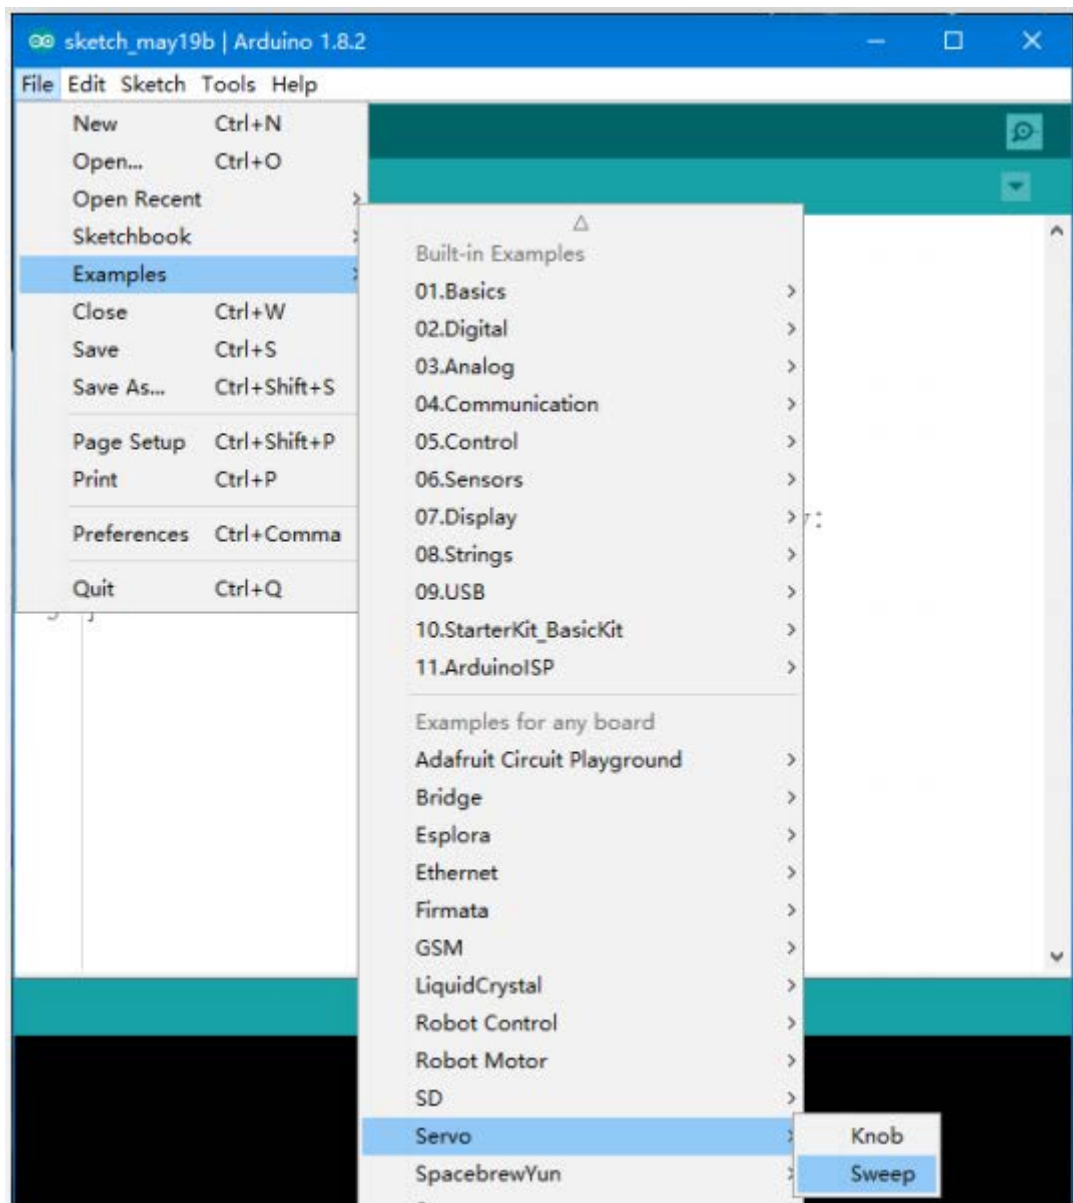 sketch_may19b | Arduino 1.8.2
File Edit Sketch Tools Help
New Ctrl+N
Open... Ctrl+O
Open Recent
Sketchbook
Examples
Close Ctrl+W
Save Ctrl+S
Save As... Ctrl+Shift+S
Page Setup Ctrl+Shift+P
Print Ctrl+P
Preferences Ctrl+Comma
Quit Ctrl+Q
Built-in Examples
01.Basics
02.Digital
03.Analog
04.Communication
05.Control
06.Sensors
07.Display
08.Strings
09.USB
10.StarterKit_BasicKit
11.ArduinoISP
Examples for any board
Adafruit Circuit Playground
Bridge
Esplora
Ethernet
Firmata
GSM
LiquidCrystal
Robot Control
Robot Motor
SD
Servo
SpacebrewYun
Knob
Sweep